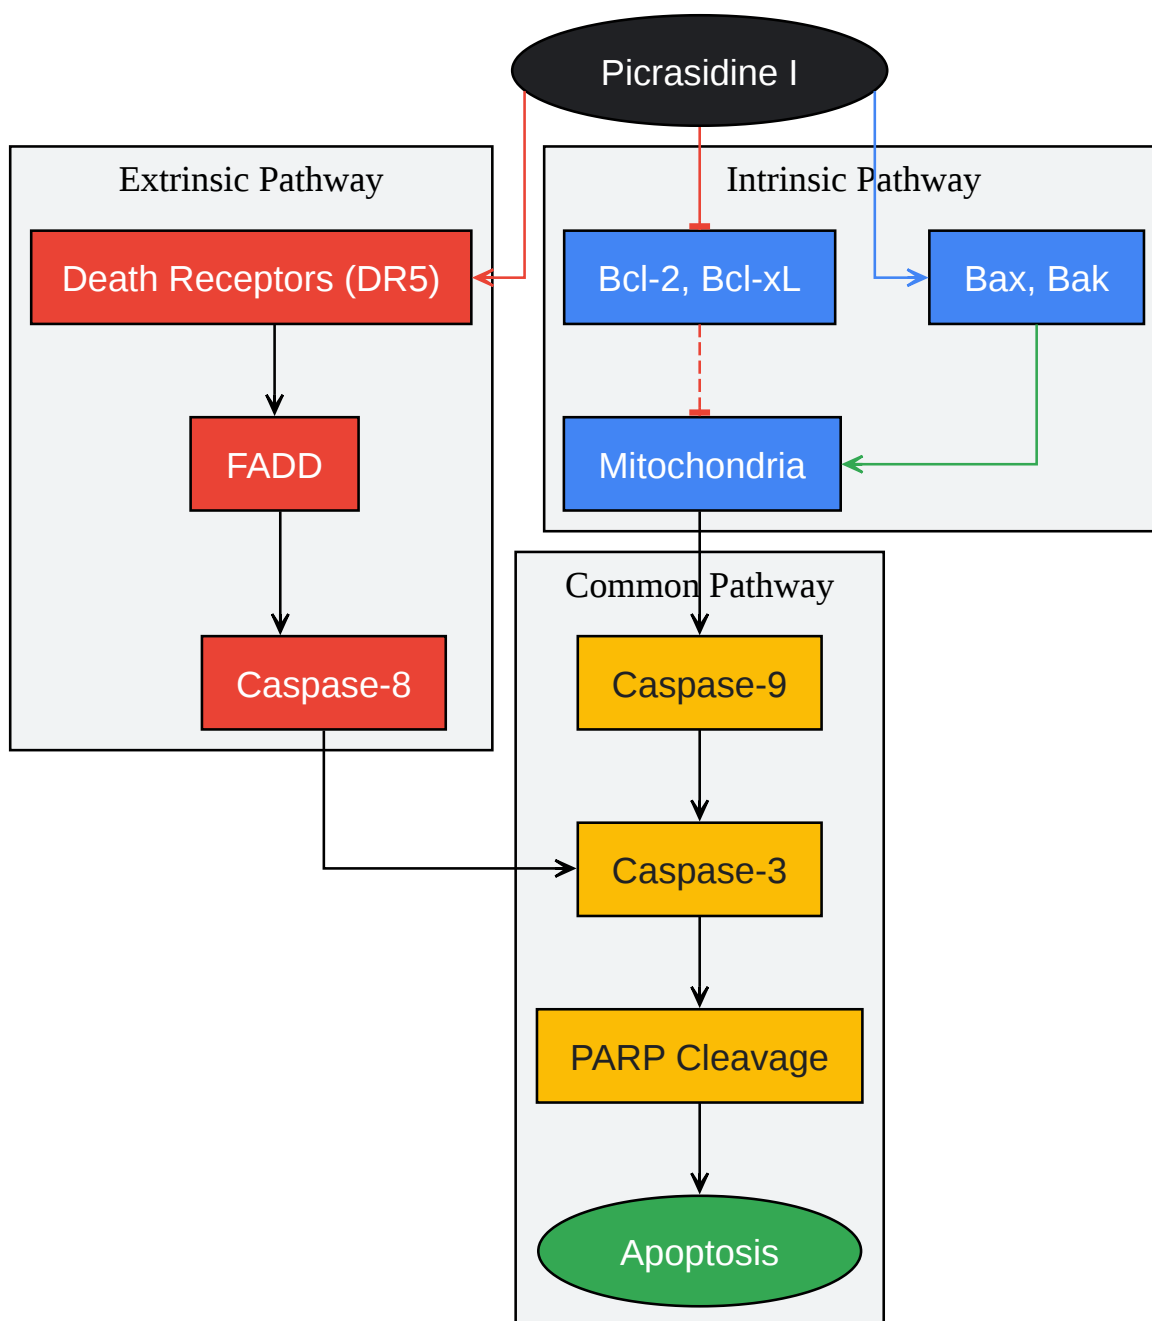 Picrasidine I
Extrinsic Pathway
Intrinsic Pathway
Death Receptors (DR5)
Bcl-2, Bcl-xL
Bax, Bak
FADD
Mitochondria
Common Pathway
Caspase-8
Caspase-9
Caspase-3
PARP Cleavage
Apoptosis